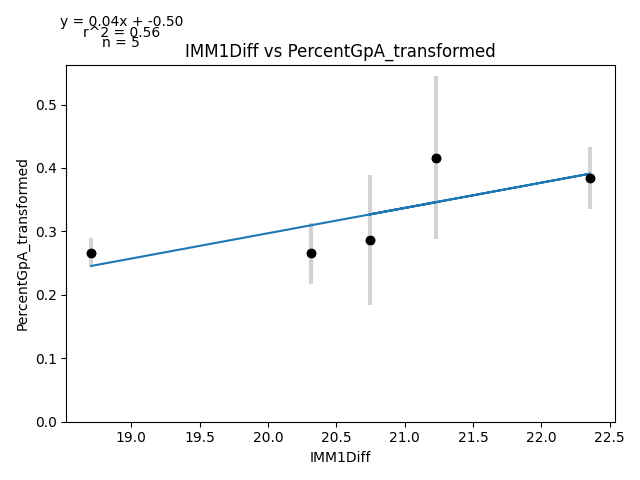 y = 0.04x + -0.50
r^2 = 0.56
n = 5
IMM1Diff vs PercentGpA_transformed
PercentGpA_transformed
0.5
0.4
0.3
0.2
0.1
0.0
19.0 19.5 20.0 20.5 21.0 21.5 22.0 22.5
IMM1Diff